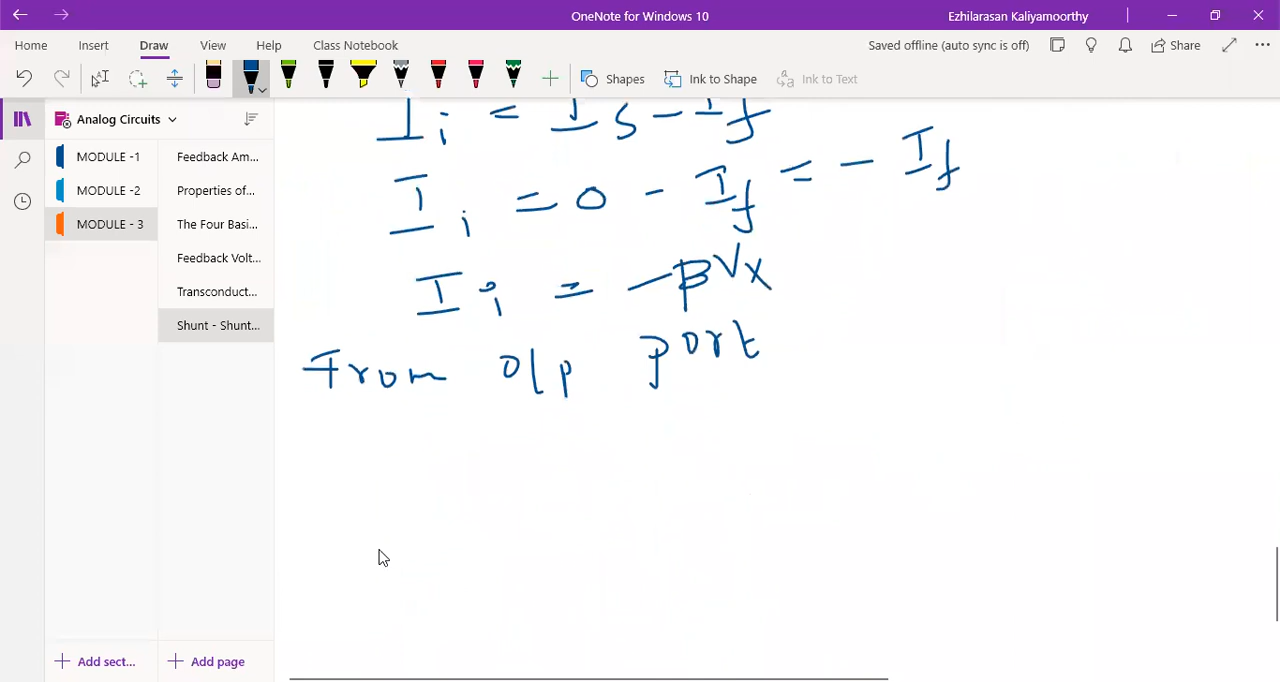 OneNote for Windows 10
Ezhilarasan Kaliyamoorthy
Home Insert Draw View Help Class Notebook
Saved offline (auto sync is off)
Share
Shapes
Ink to Shape
Ink to Text
Analog Circuits
MODULE -1
MODULE -2
MODULE - 3
Feedback Am...
Properties of...
The Four Basi...
Feedback Volt...
Transconduct...
Shunt - Shunt...
Add sect...
Add page
Ii = Is - If
Ii = 0 - If = - If
Ii = -βVx
From o/p port